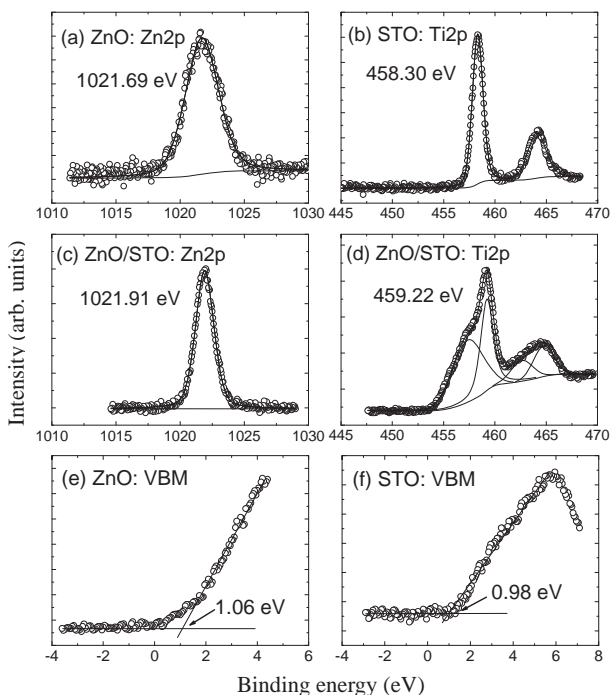 (a) ZnO: Zn2p
1021.69 eV
1010 1015 1020 1025 1030
(b) STO: Ti2p
458.30 eV
445 450 455 460 465 470
(c) ZnO/STO: Zn2p
1021.91 eV
1010 1015 1020 1025 1030
(d) ZnO/STO: Ti2p
459.22 eV
445 450 455 460 465 470
(e) ZnO: VBM
1.06 eV
-4 -2 0 2 4 6
(f) STO: VBM
0.98 eV
-4 -2 0 2 4 6 8
Intensity (arb. units)
Binding energy (eV)